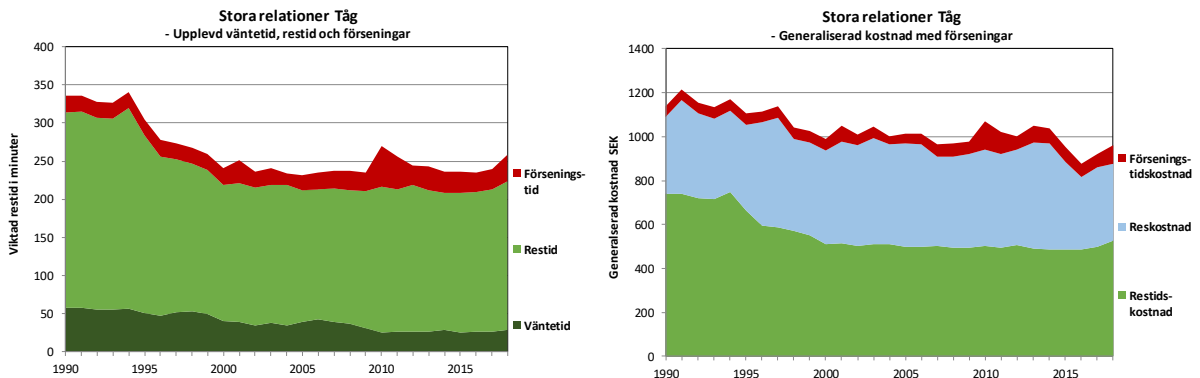 Stora relationer Tåg
- Upplevd väntetid, restid och förseningar
Viktad restid i minuter
400
350
300
250
200
150
100
50
0
1990
1995
2000
2005
2010
2015
Försenings-
tid
Restid
Väntetid
Stora relationer Tåg
- Generaliserad kostnad med förseningar
Generaliserad kostnad SEK
1400
1200
1000
800
600
400
200
0
1990
1995
2000
2005
2010
2015
Försenings-
tidskostnad
Reskostnad
Restids-
kostnad